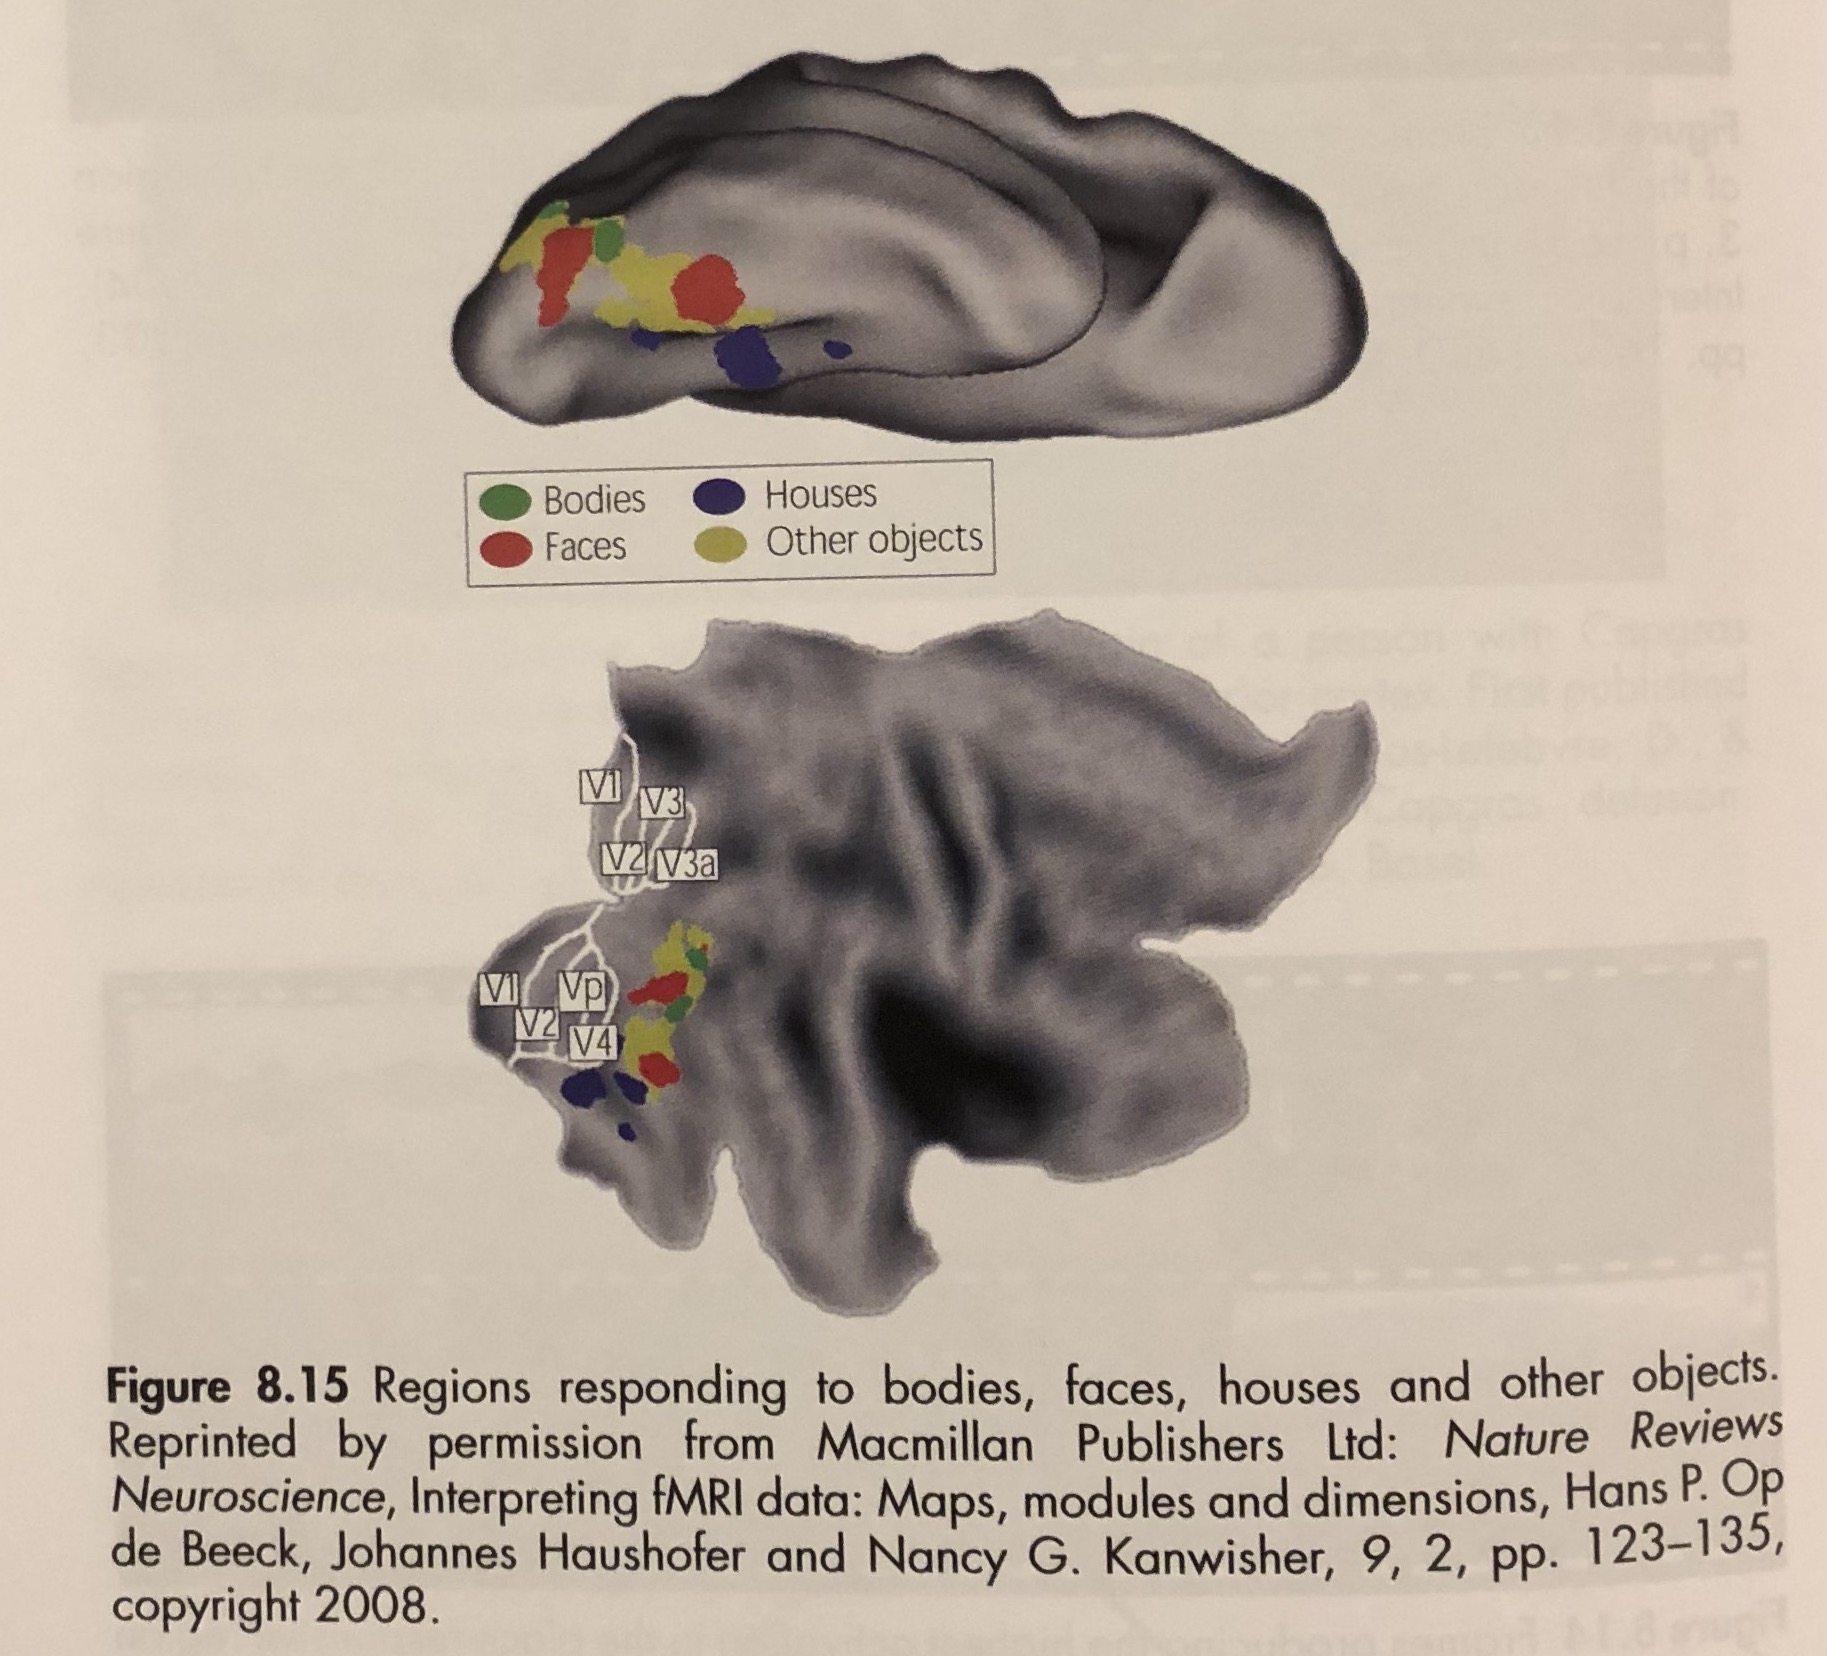 Bodies Houses
Faces Other objects
V1
V3
V2
V3a
V1
Vp
V2
V4
Figure 8.15 Regions responding to bodies, faces, houses and other objects.
Reprinted by permission from Macmillan Publishers Ltd: Nature Reviews
Neuroscience, Interpreting fMRI data: Maps, modules and dimensions, Hans P. Op
de Beeck, Johannes Haushofer and Nancy G. Kanwisher, 9, 2, pp. 123–135,
copyright 2008.